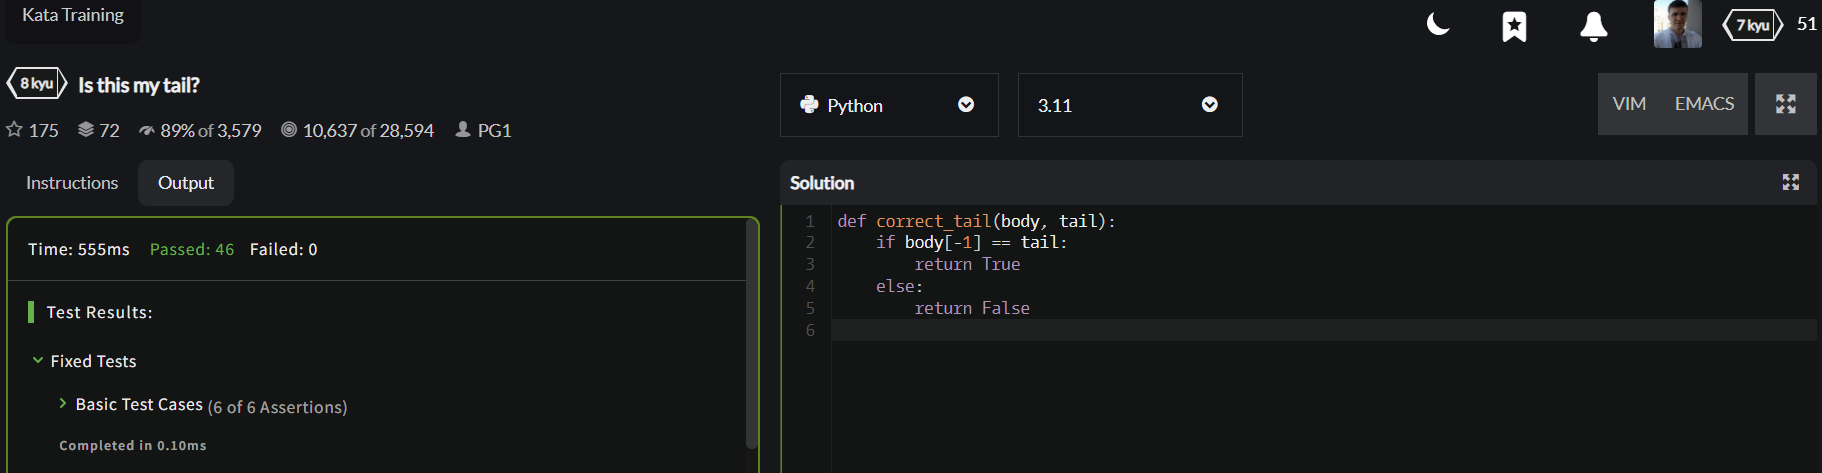 Kata Training
7 kyu 51
8 kyu Is this my tail?
175 72 89% of 3,579 10,637 of 28,594 PG1
Python 3.11 VIM EMACS
Instructions Output
Time: 555ms Passed: 46 Failed: 0
Test Results:
Fixed Tests
Basic Test Cases (6 of 6 Assertions)
Completed in 0.10ms
Solution
1 def correct_tail(body, tail):
2     if body[-1] == tail:
3         return True
4     else:
5         return False
6